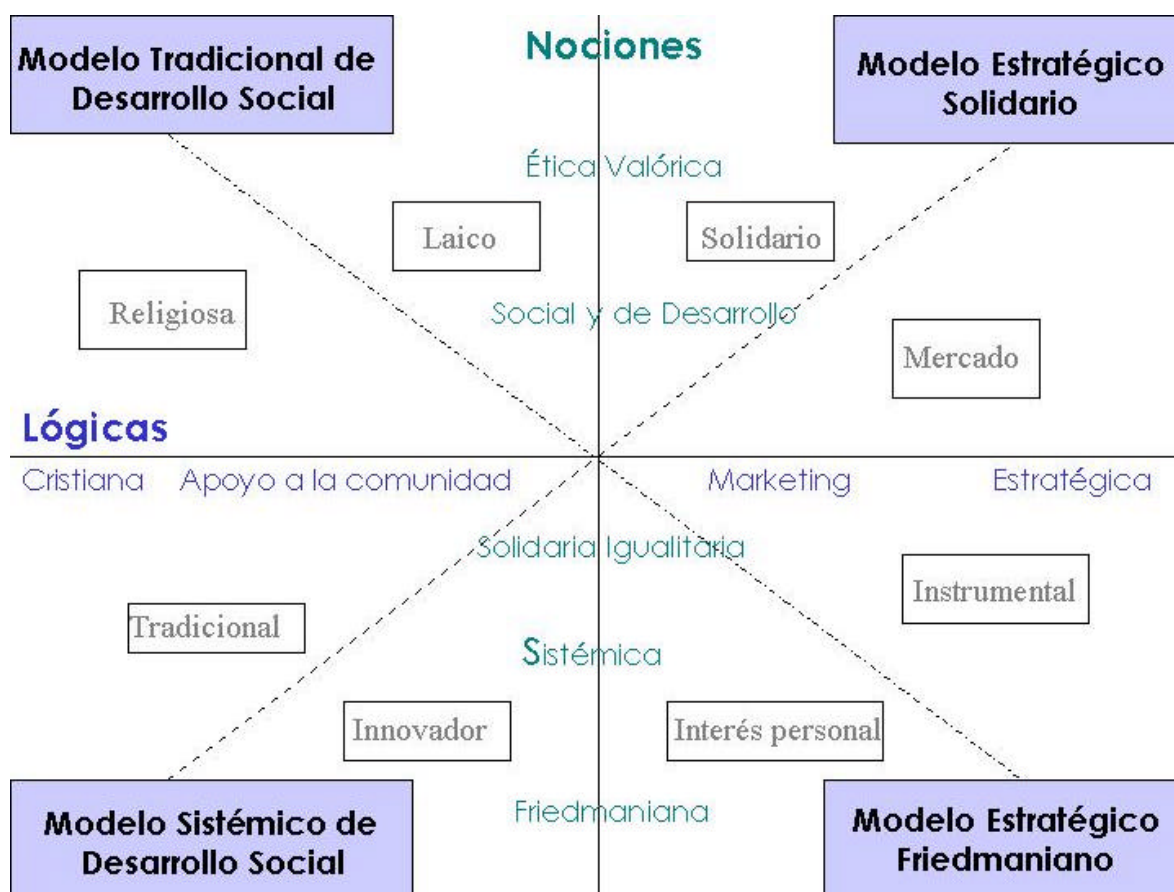 Modelo Tradicional de
Desarrollo Social
Nociones
Modelo Estratégico
Solidario
Ética Valórica
Laico
Solidario
Religiosa
Social y de Desarrollo
Mercado
Lógicas
Cristiana
Apoyo a la comunidad
Marketing
Estratégica
Solidaria Igualitaria
Instrumental
Tradicional
Sistémica
Innovador
Interés personal
Modelo Sistémico de
Desarrollo Social
Friedmaniana
Modelo Estratégico
Friedmaniano